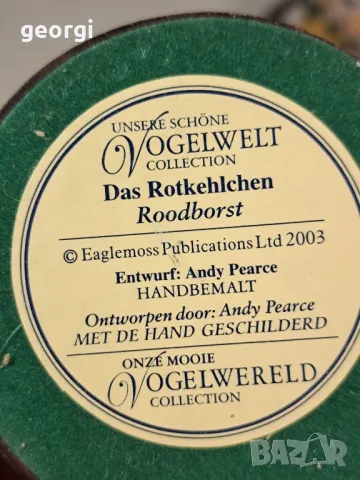 georgi
UNSERE SCHÖNE
VOGELWELT
COLLECTION
Das Rotkehlchen
Roodborst
© Eaglemoss Publications Ltd 2003
Entwurf: Andy Pearce
HANDBEMALT
Ontworpen door: Andy Pearce
MET DE HAND GESCHILDERD
ONZE MOOIE
VOGELWERELD
COLLECTION
BAZAR